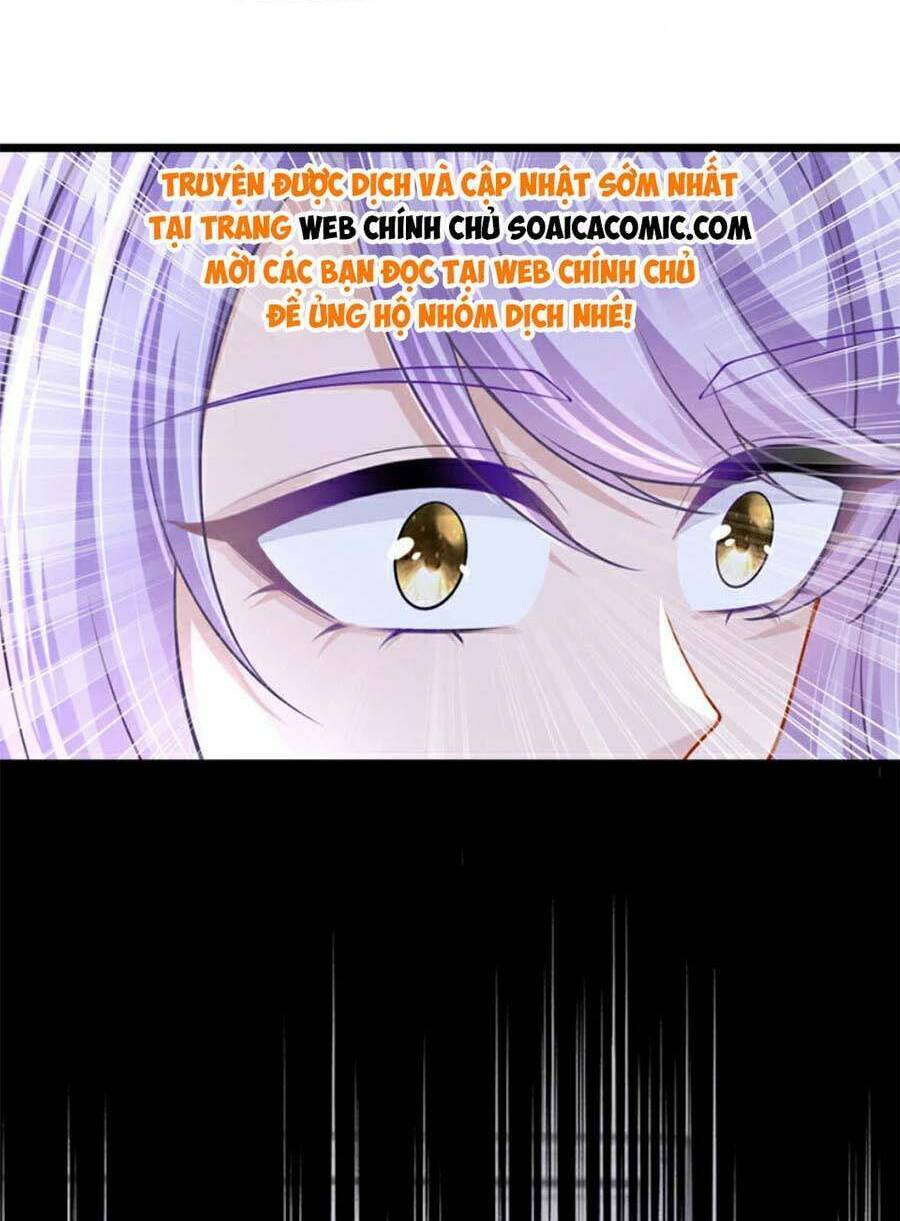 TRUYỆN ĐƯỢC DỊCH VÀ CẬP NHẬT SỚM NHẤT
TẠI TRANG WEB CHÍNH CHỦ SOAICACOMIC.COM
MỜI CÁC BẠN ĐỌC TẠI WEB CHÍNH CHỦ
ĐỂ ỦNG HỘ NHÓM DỊCH NHÉ!